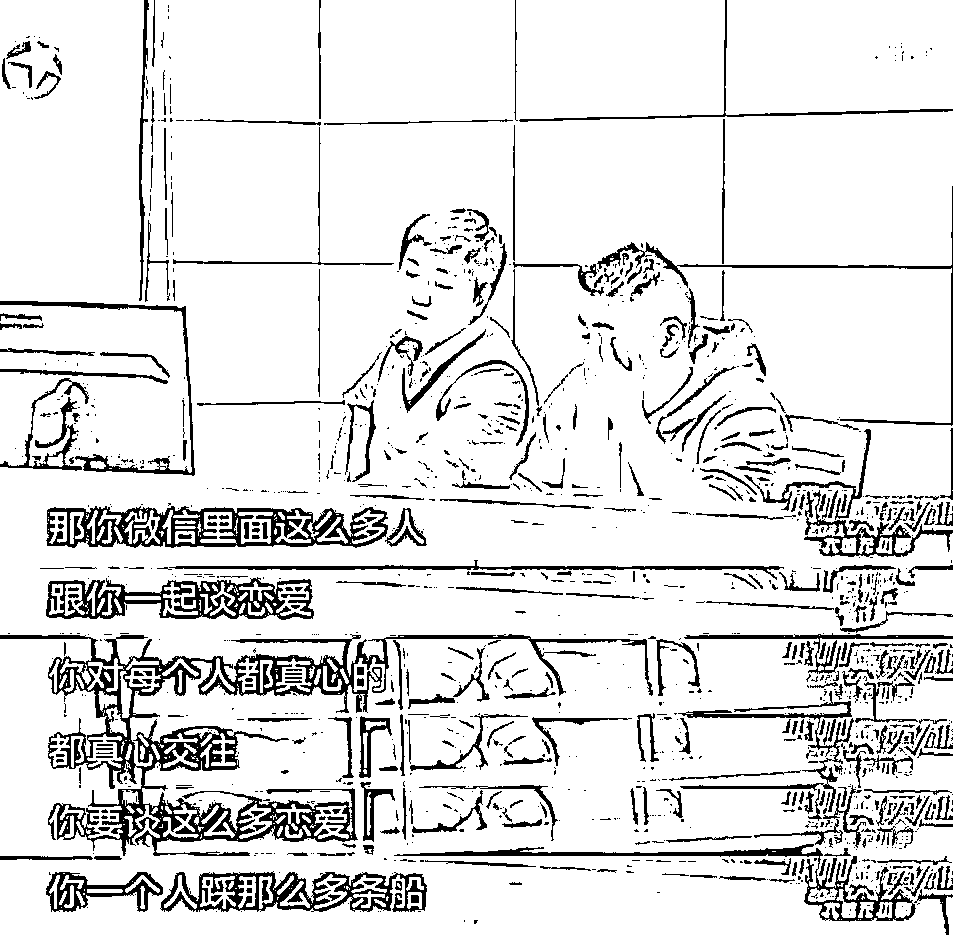 那你微信里面这么多人
跟你一起谈恋爱
你对每个人都真心的
都真心交往
你要谈这么多恋爱
你一个人踩那么多条船